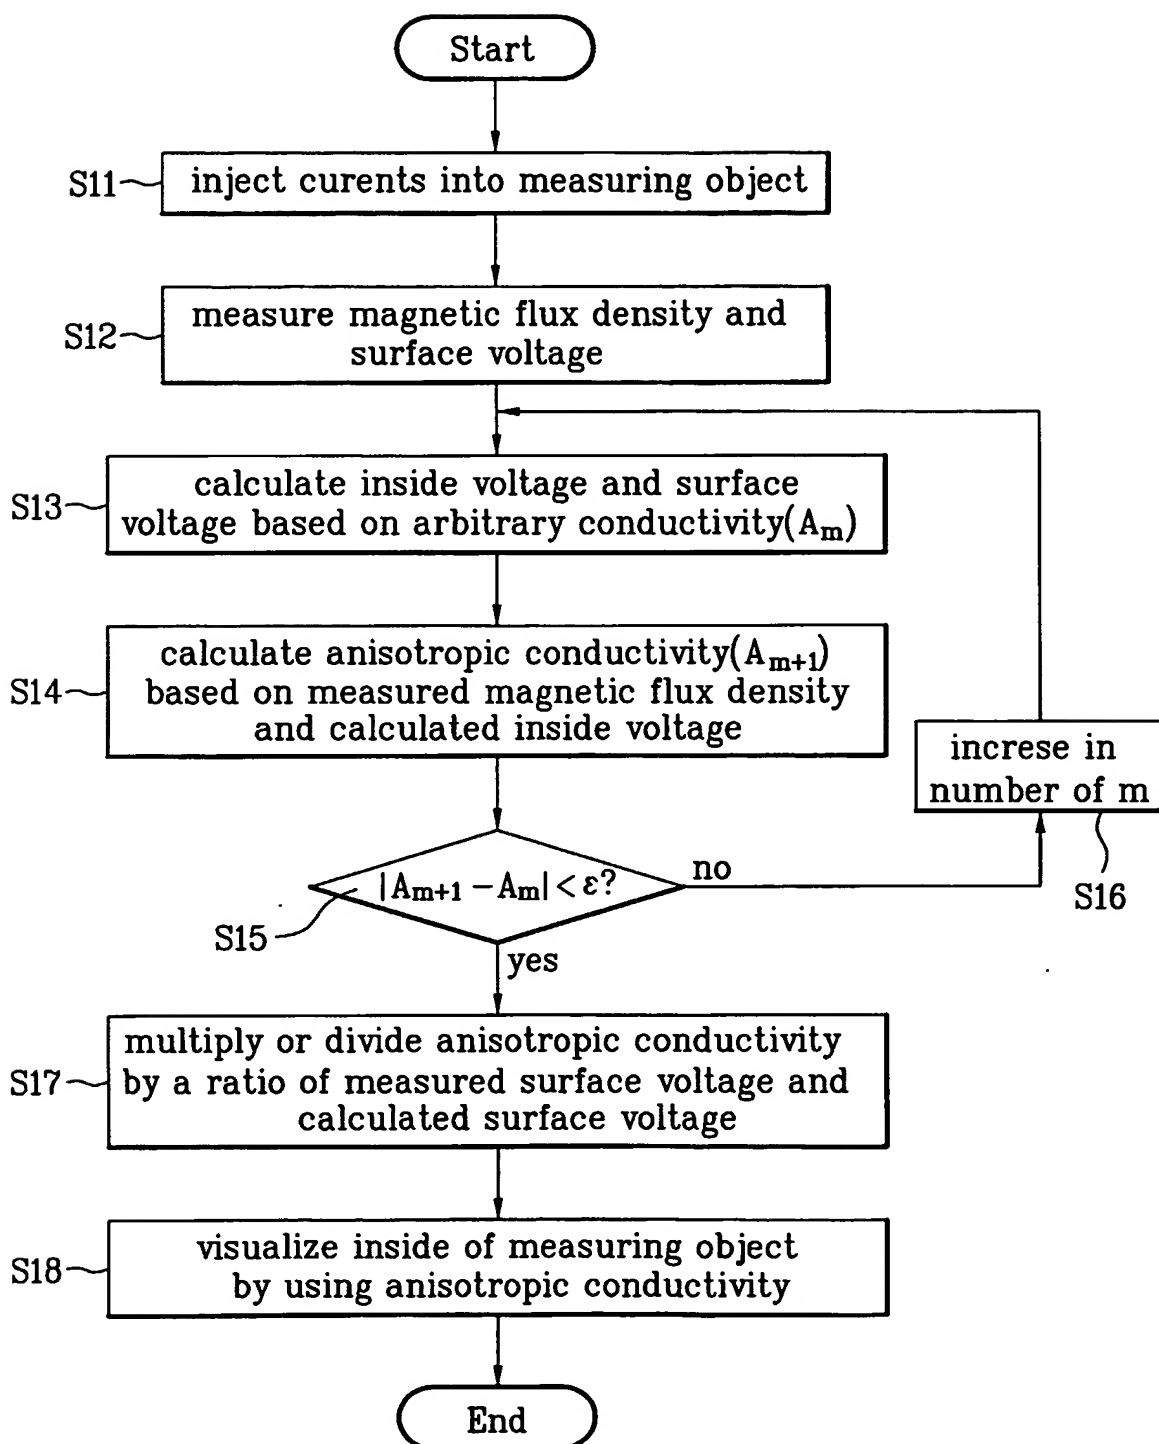 Start
S11
inject curents into measuring object
S12
measure magnetic flux density and
surface voltage
S13
calculate inside voltage and surface
voltage based on arbitrary conductivity(Am)
S14
calculate anisotropic conductivity(Am+1)
based on measured magnetic flux density
and calculated inside voltage
increse in
number of m
S16
|Am+1 – Am| < ε?
no
S15
yes
S17
multiply or divide anisotropic conductivity
by a ratio of measured surface voltage and
calculated surface voltage
S18
visualize inside of measuring object
by using anisotropic conductivity
End